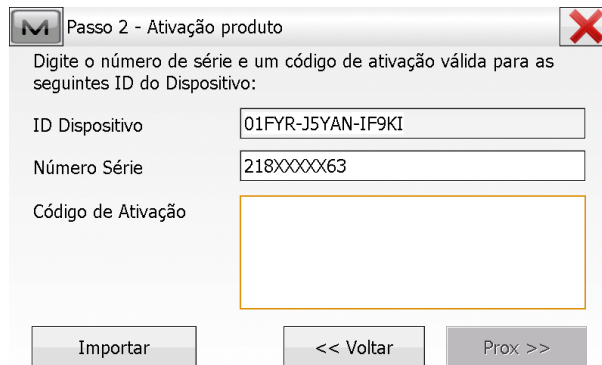 M Passo 2 - Ativação produto
Digite o número de série e um código de ativação válida para as
seguintes ID do Dispositivo:
ID Dispositivo 01FYR-J5YAN-IF9KI
Número Série 218XXXXX63
Código de Ativação
Importar << Voltar Prox >>